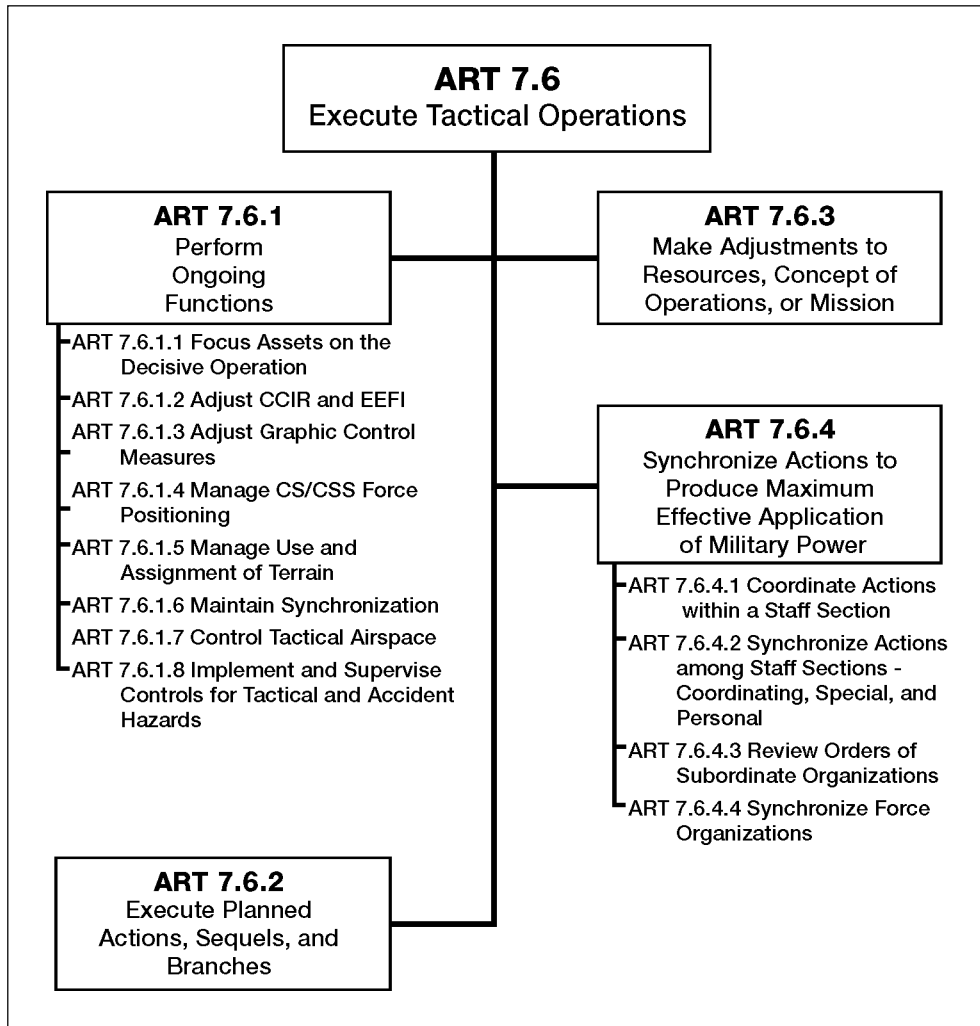 ART 7.6
Execute Tactical Operations
ART 7.6.1
Perform
Ongoing
Functions
ART 7.6.1.1 Focus Assets on the
Decisive Operation
ART 7.6.1.2 Adjust CCIR and EEFI
ART 7.6.1.3 Adjust Graphic Control
Measures
ART 7.6.1.4 Manage CS/CSS Force
Positioning
ART 7.6.1.5 Manage Use and
Assignment of Terrain
ART 7.6.1.6 Maintain Synchronization
ART 7.6.1.7 Control Tactical Airspace
ART 7.6.1.8 Implement and Supervise
Controls for Tactical and Accident
Hazards
ART 7.6.2
Execute Planned
Actions, Sequels, and
Branches
ART 7.6.3
Make Adjustments to
Resources, Concept of
Operations, or Mission
ART 7.6.4
Synchronize Actions to
Produce Maximum
Effective Application
of Military Power
ART 7.6.4.1 Coordinate Actions
within a Staff Section
ART 7.6.4.2 Synchronize Actions
among Staff Sections -
Coordinating, Special, and
Personal
ART 7.6.4.3 Review Orders of
Subordinate Organizations
ART 7.6.4.4 Synchronize Force
Organizations